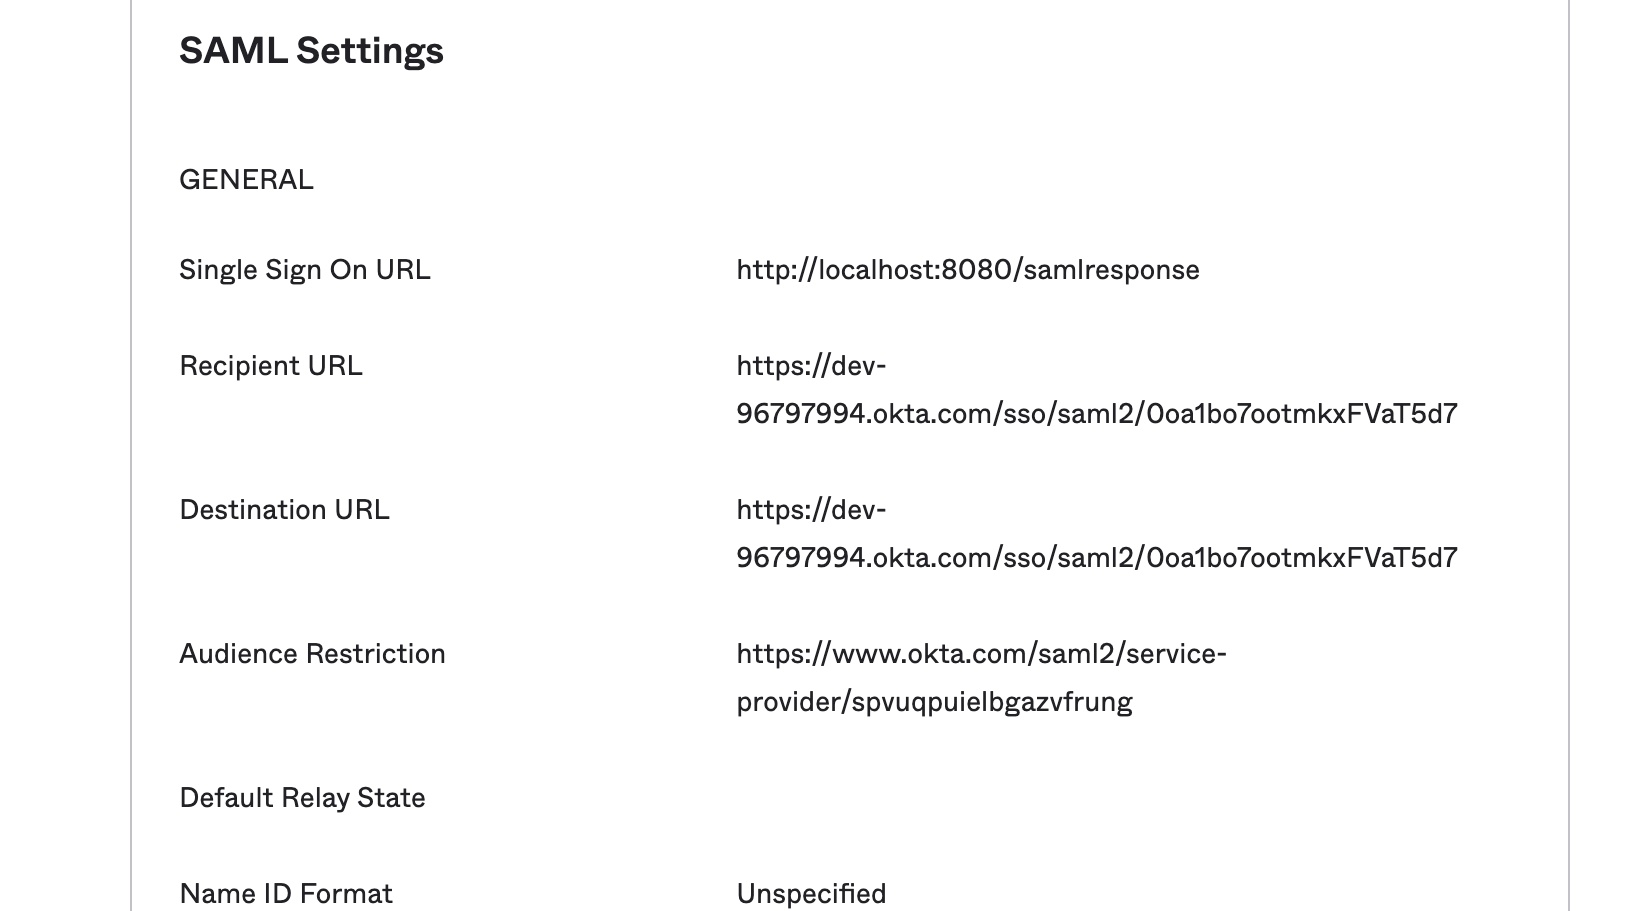 SAML Settings
GENERAL
Single Sign On URL
http://localhost:8080/samlresponse
Recipient URL
https://dev-
96797994.okta.com/sso/saml2/0oa1bo7ootmkxFVaT5d7
Destination URL
https://dev-
96797994.okta.com/sso/saml2/0oa1bo7ootmkxFVaT5d7
Audience Restriction
https://www.okta.com/saml2/service-
provider/spvuqpuielbgazvfrung
Default Relay State
Name ID Format
Unspecified